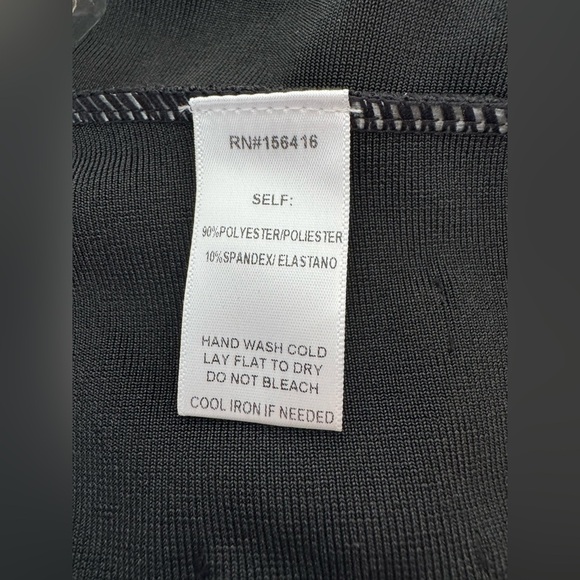 RN#156416
SELF:
90%POLYESTER/POLIESTER
10%SPANDEX/ ELASTANO
HAND WASH COLD
LAY FLAT TO DRY
DO NOT BLEACH
COOL IRON IF NEEDED